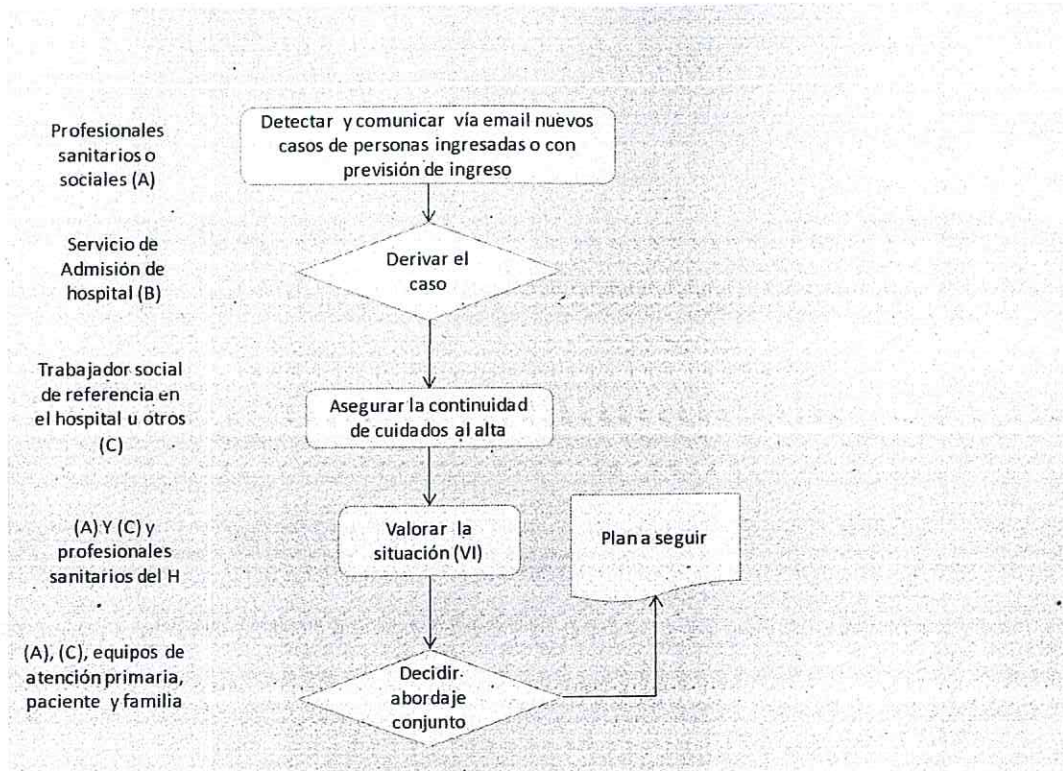 Profesionales
sanitarios o
sociales (A)
Detectar y comunicar vía email nuevos
casos de personas ingresadas o con
previsión de ingreso
Servicio de
Admisión de
hospital (B)
Derivar el
caso
Trabajador social
de referencia en
el hospital u otros
(C)
Asegurar la continuidad
de cuidados al alta
(A) Y (C) y
profesionales
sanitarios del H
Valorar la
situación (VI)
Plan a seguir
(A), (C), equipos de
atención primaria,
paciente y familia
Decidir
abordaje
conjunto